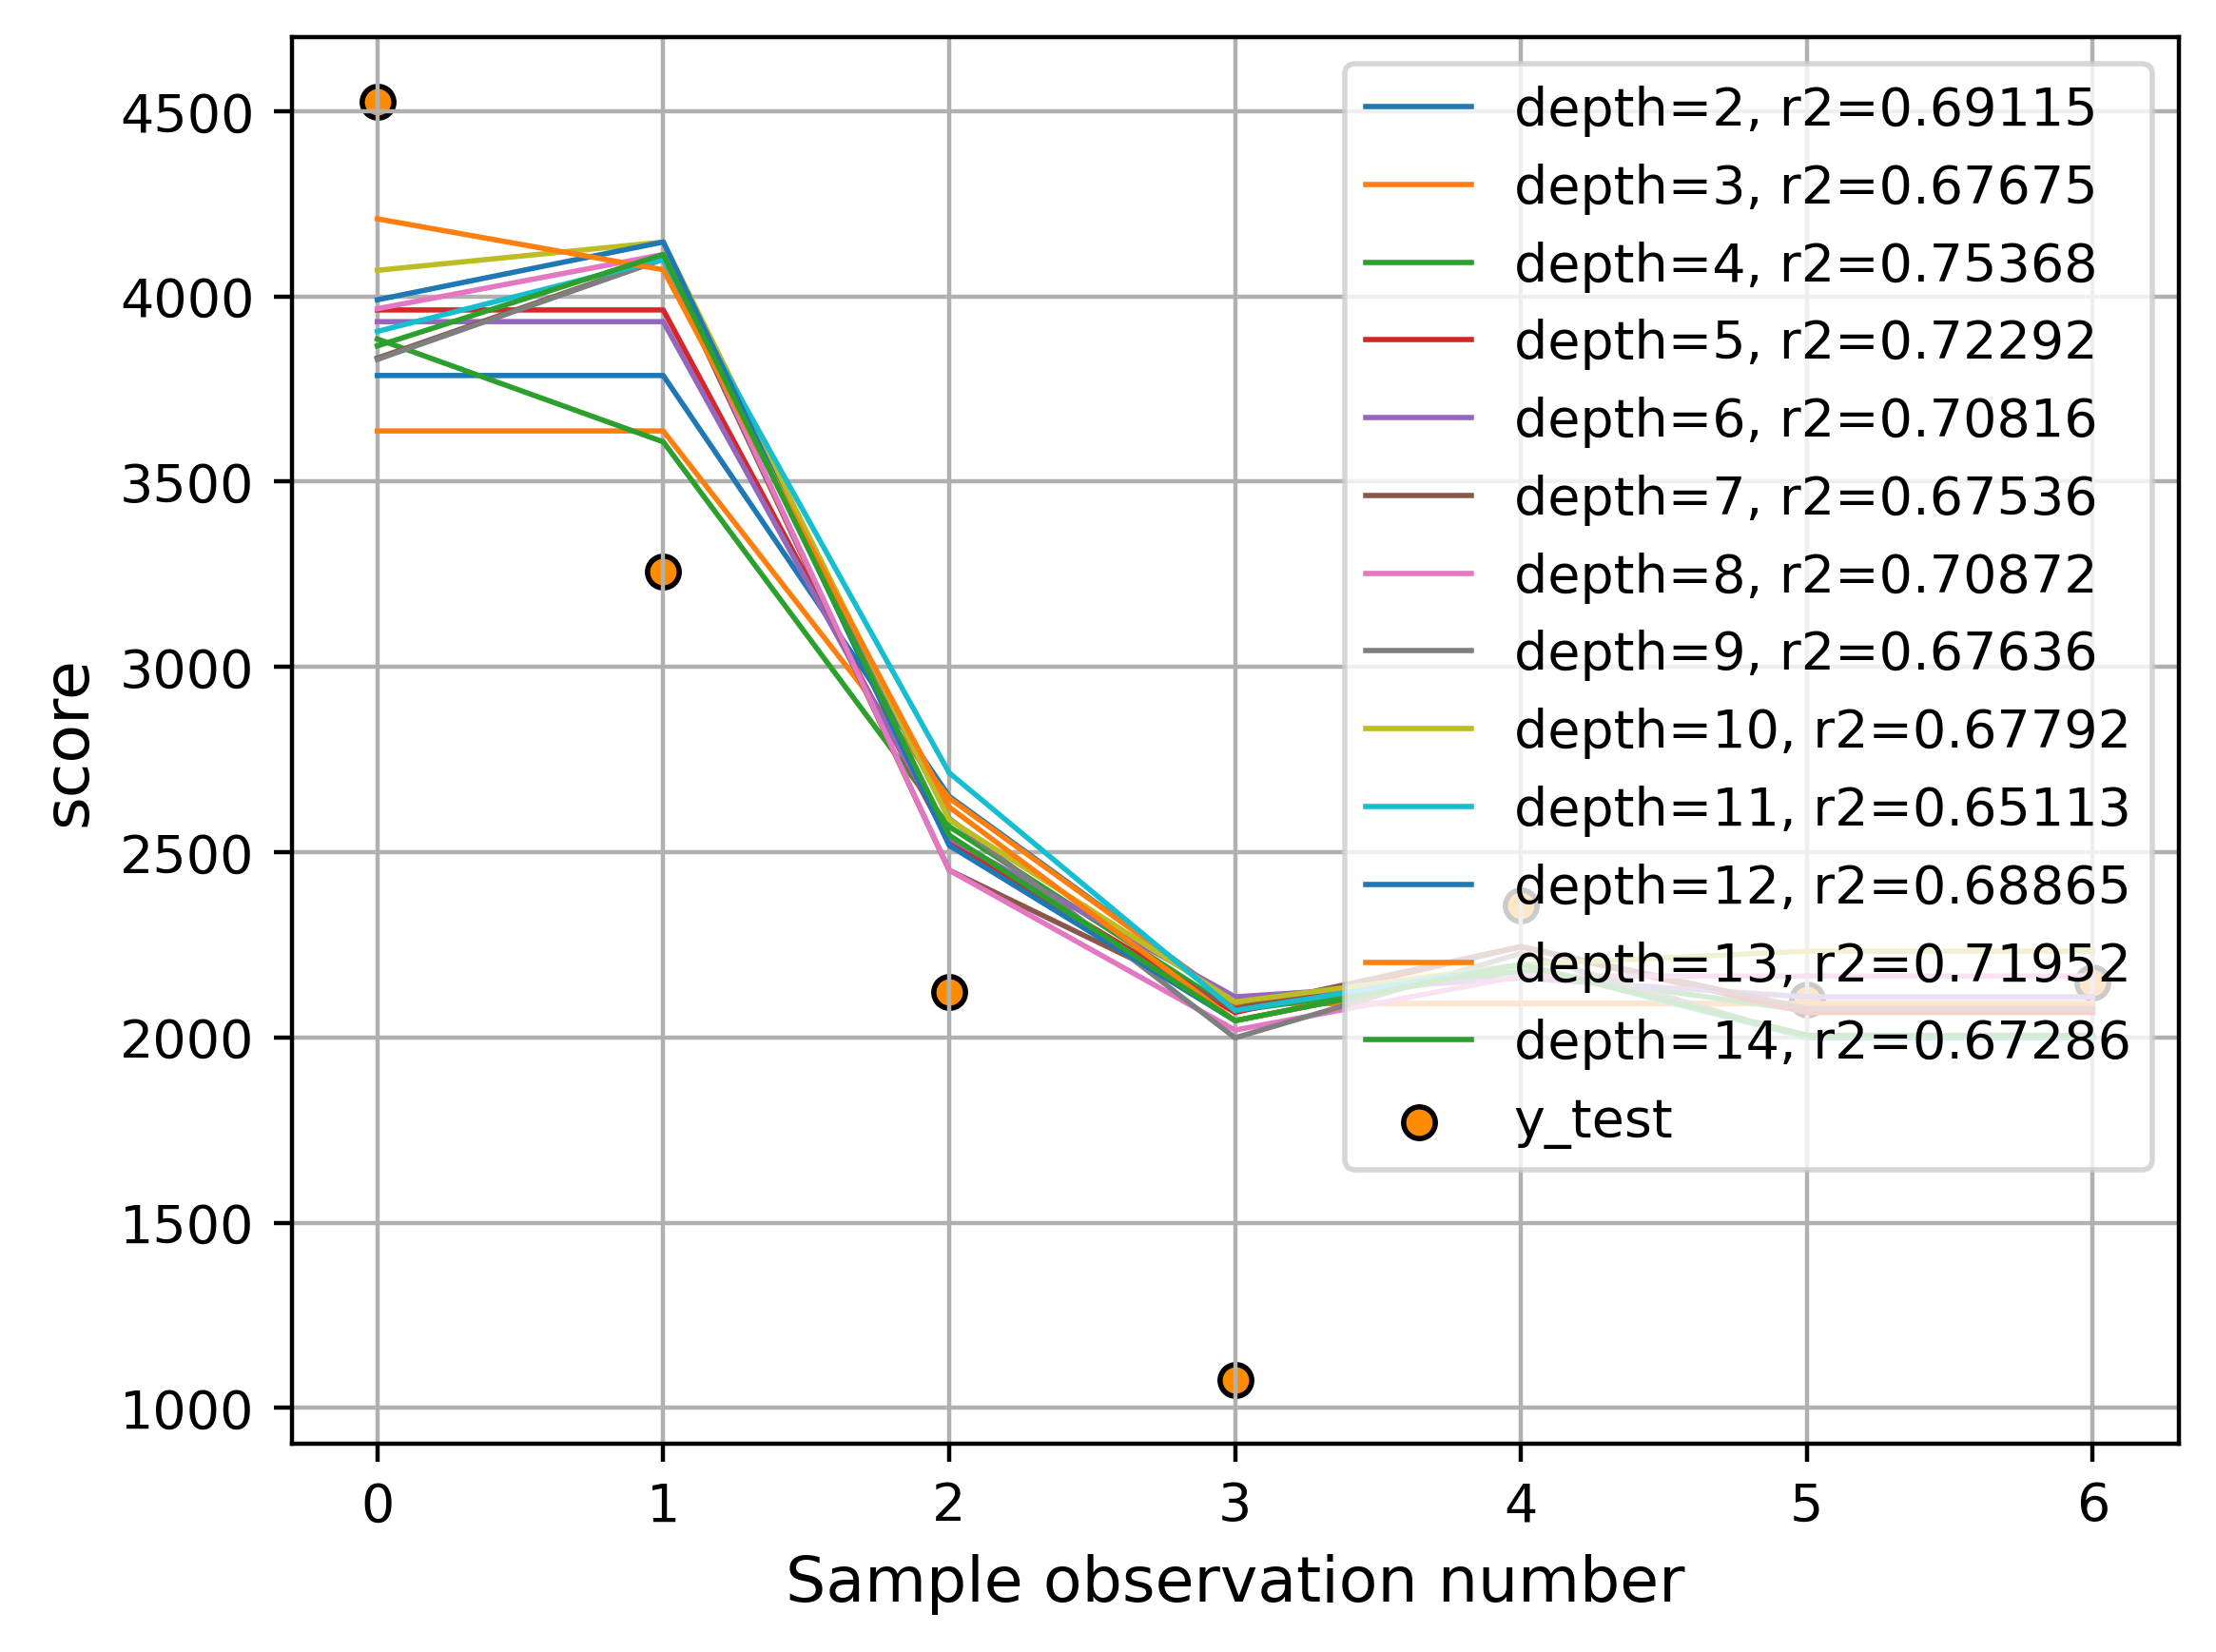 4500
4000
3500
3000
2500
2000
1500
1000
score
0 1 2 3 4 5 6
Sample observation number
depth=2, r2=0.69115
depth=3, r2=0.67675
depth=4, r2=0.75368
depth=5, r2=0.72292
depth=6, r2=0.70816
depth=7, r2=0.67536
depth=8, r2=0.70872
depth=9, r2=0.67636
depth=10, r2=0.67792
depth=11, r2=0.65113
depth=12, r2=0.68865
depth=13, r2=0.71952
depth=14, r2=0.67286
y_test